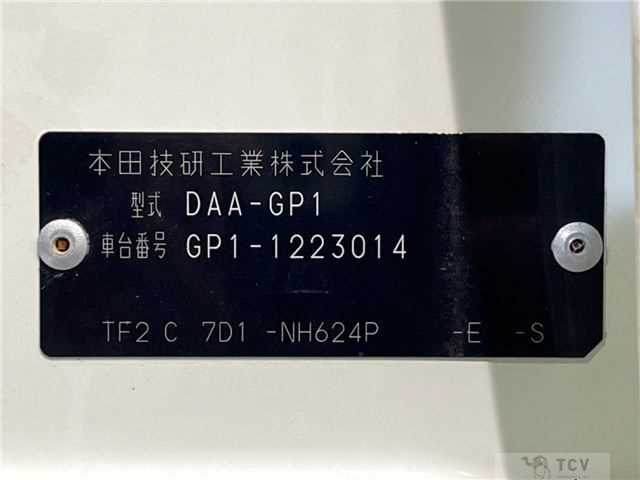 本田技研工業株式会社
型式 DAA-GP1
車台番号 GP1-1223014
TF2 C 7D1 -NH624P -E -S
TCV